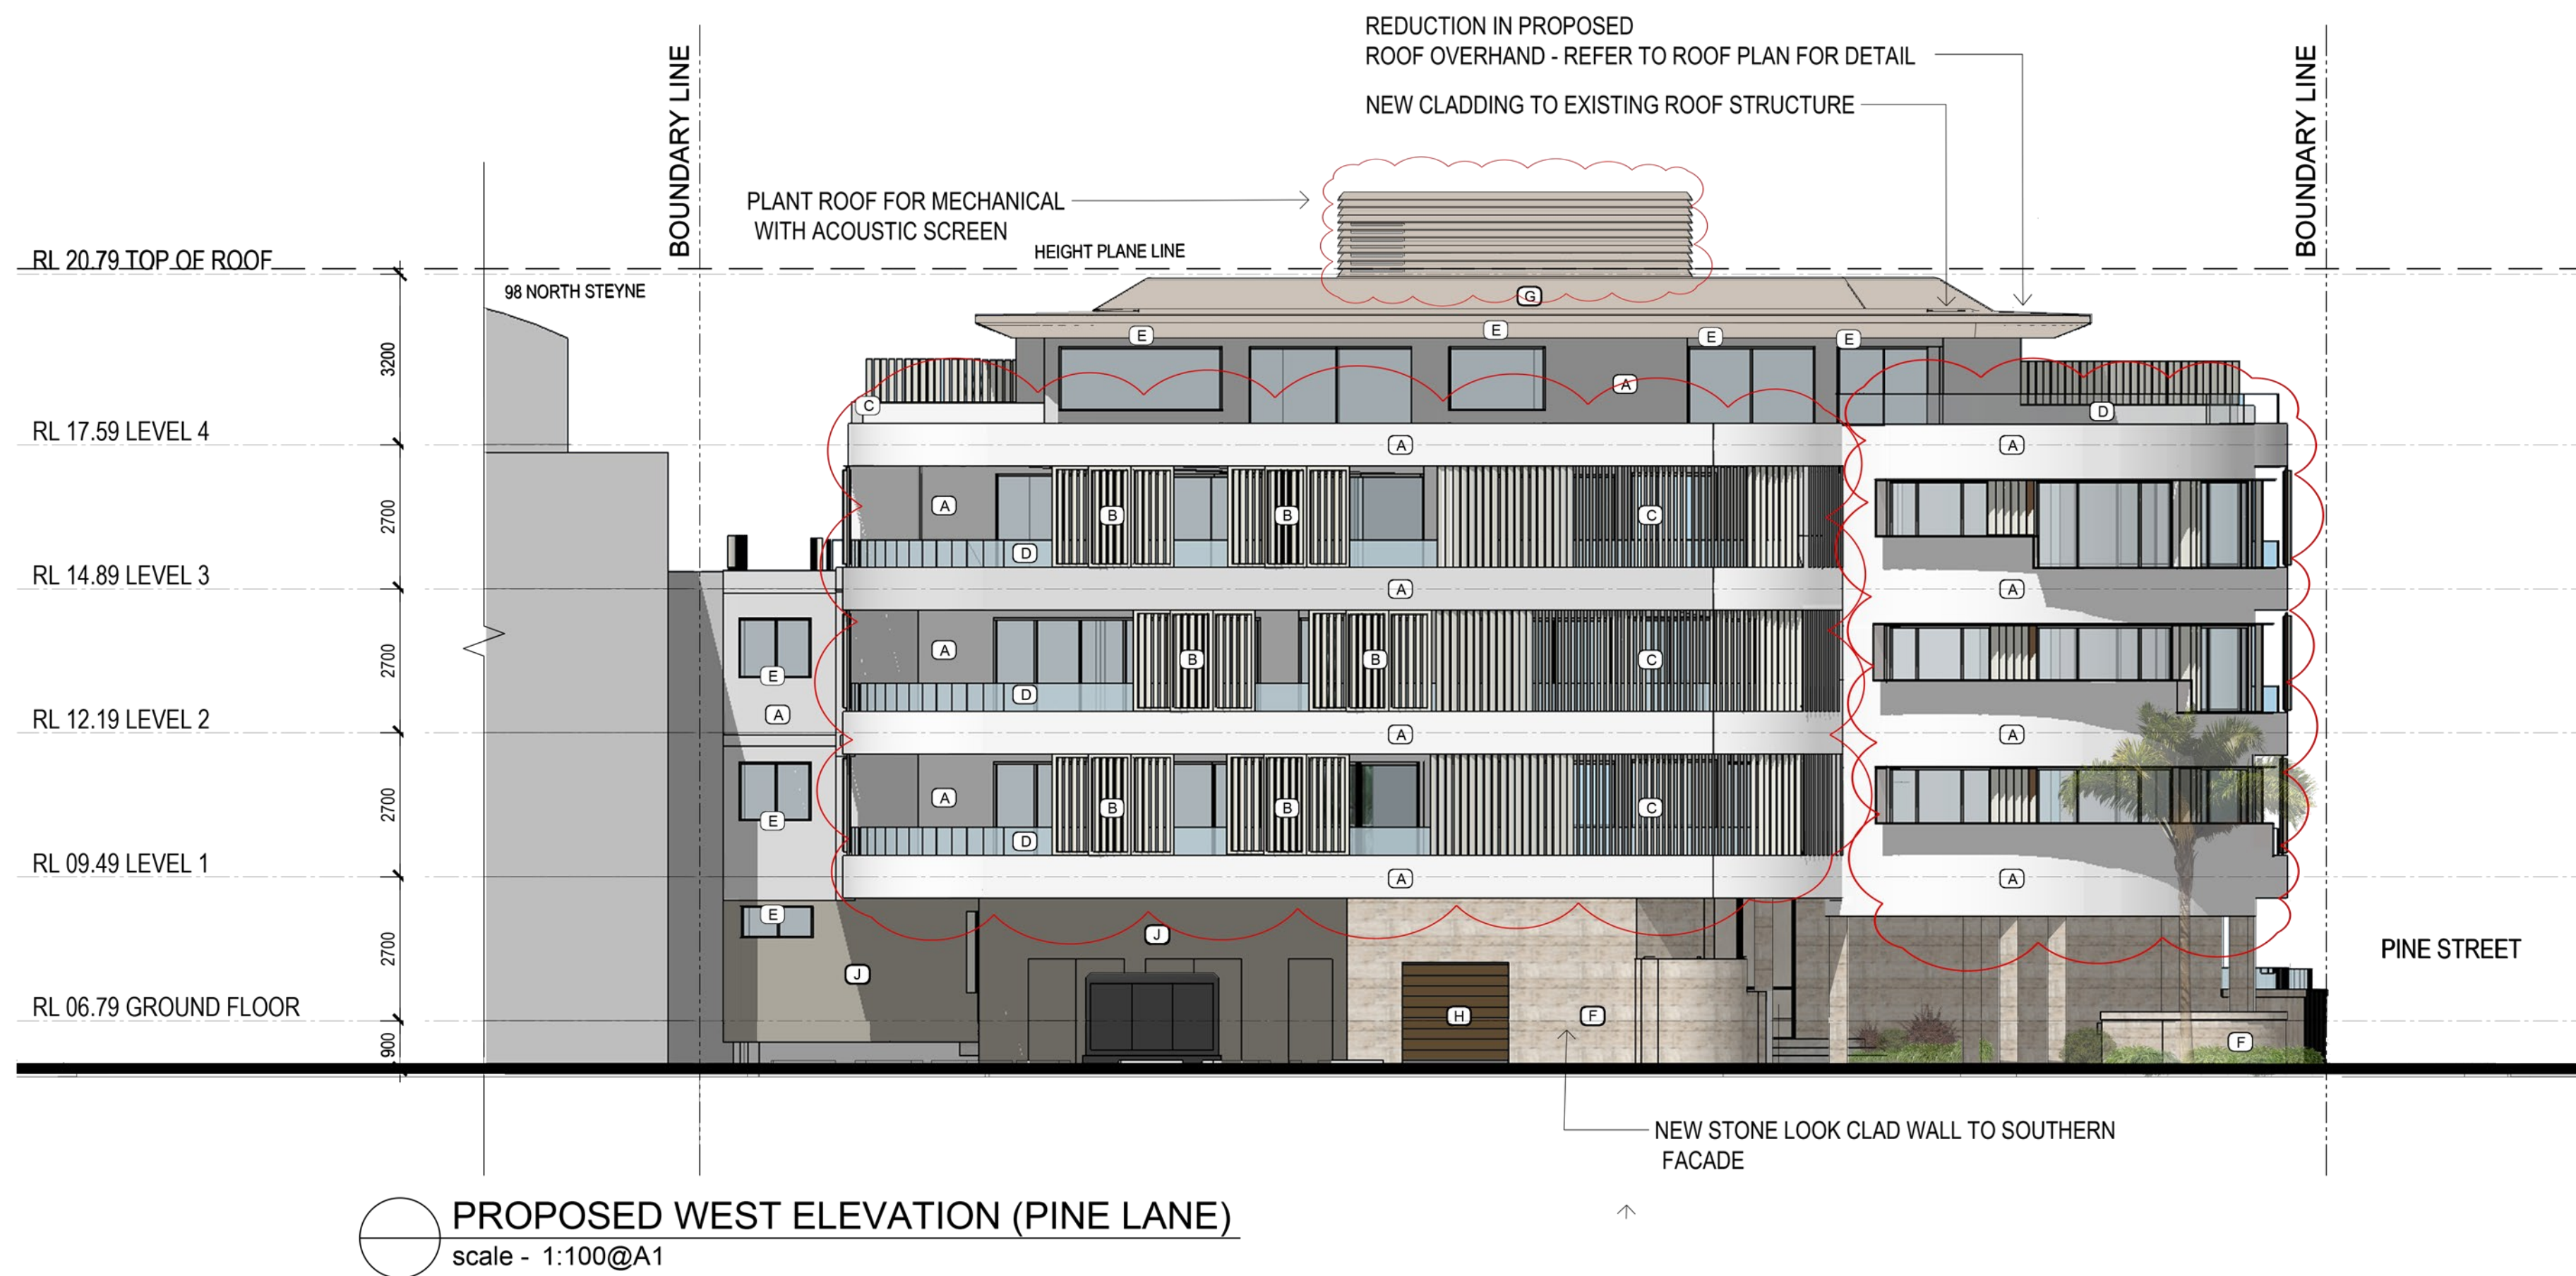 REDUCTION IN PROPOSED
ROOF OVERHAND - REFER TO ROOF PLAN FOR DETAIL
NEW CLADDING TO EXISTING ROOF STRUCTURE
BOUNDARY LINE
BOUNDARY LINE
PLANT ROOF FOR MECHANICAL
WITH ACOUSTIC SCREEN
HEIGHT PLANE LINE
RL 20.79 TOP OF ROOF
98 NORTH STEYNE
G
E
E
E
E
3200
A
C
D
RL 17.59 LEVEL 4
A
A
2700
A
B
B
C
D
RL 14.89 LEVEL 3
A
A
2700
A
B
B
C
E
D
A
RL 12.19 LEVEL 2
A
A
2700
A
B
B
C
E
D
RL 09.49 LEVEL 1
A
A
E
2700
J
J
PINE STREET
RL 06.79 GROUND FLOOR
H
F
F
900
NEW STONE LOOK CLAD WALL TO SOUTHERN
FACADE
PROPOSED WEST ELEVATION (PINE LANE)
scale - 1:100@A1